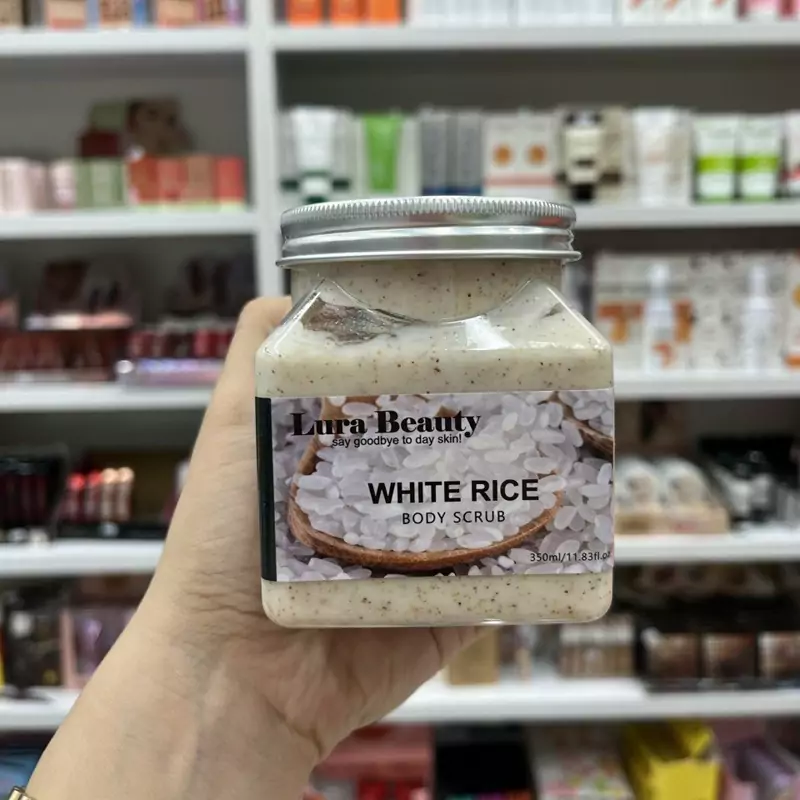 Lura Beauty
say goodbye to day skin!
WHITE RICE
BODY SCRUB
350ml/11.83fl.oz